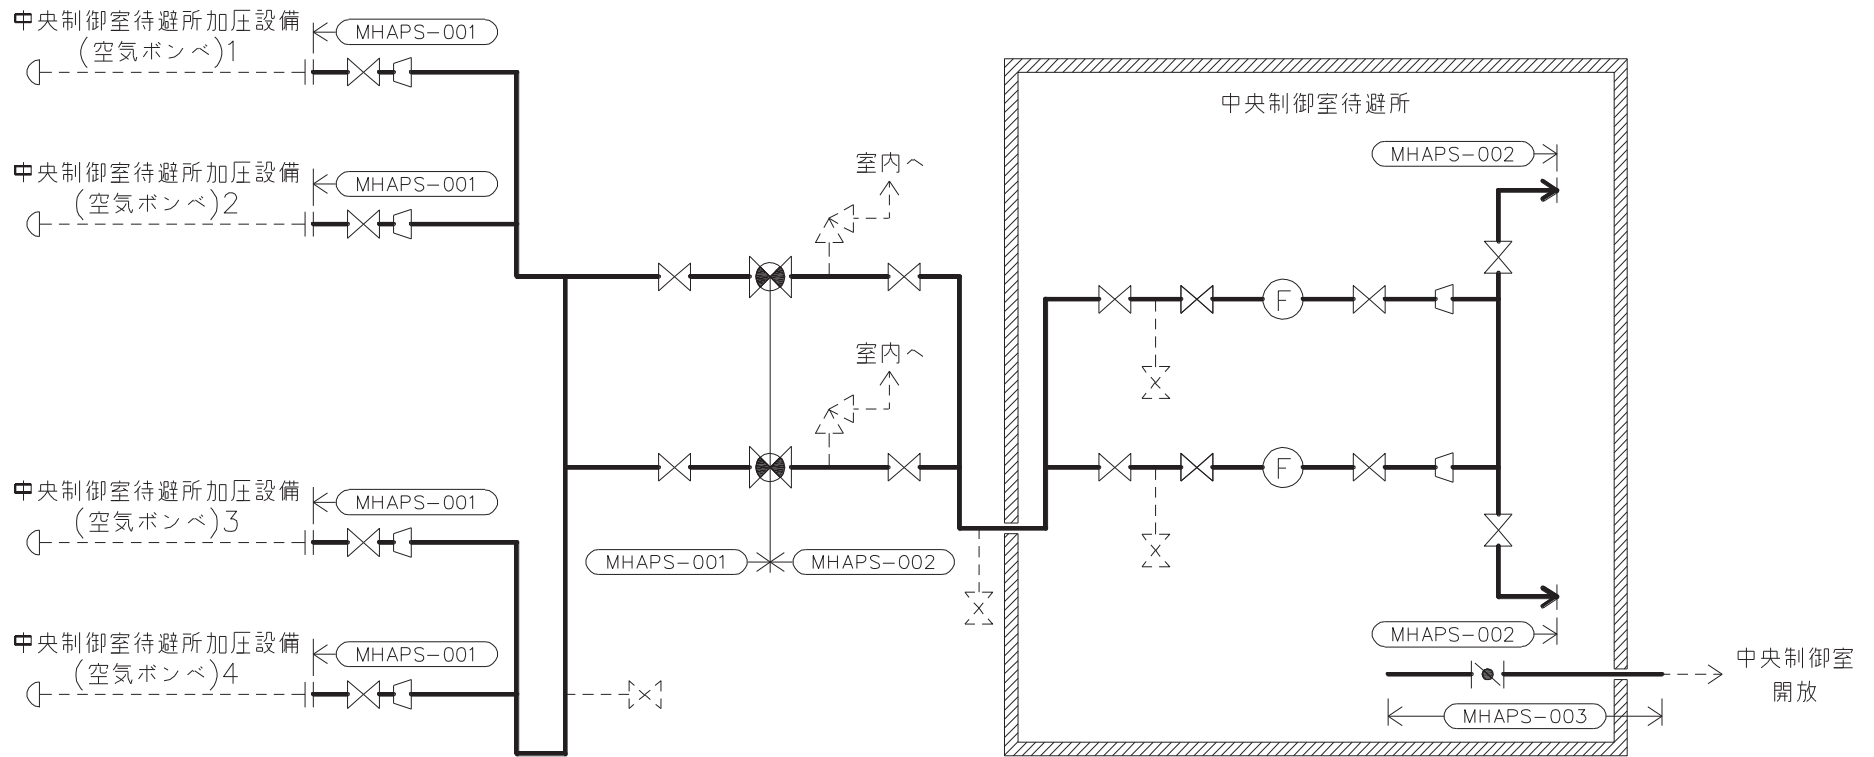 中央制御室待避所加圧設備
(空気ボンベ)1
MHAPS-001
中央制御室待避所加圧設備
(空気ボンベ)2
MHAPS-001
中央制御室待避所加圧設備
(空気ボンベ)3
MHAPS-001
中央制御室待避所加圧設備
(空気ボンベ)4
MHAPS-001
室内へ
室内へ
MHAPS-001
MHAPS-002
中央制御室待避所
MHAPS-002
F
F
X
X
X
X
MHAPS-002
MHAPS-003
中央制御室
開放